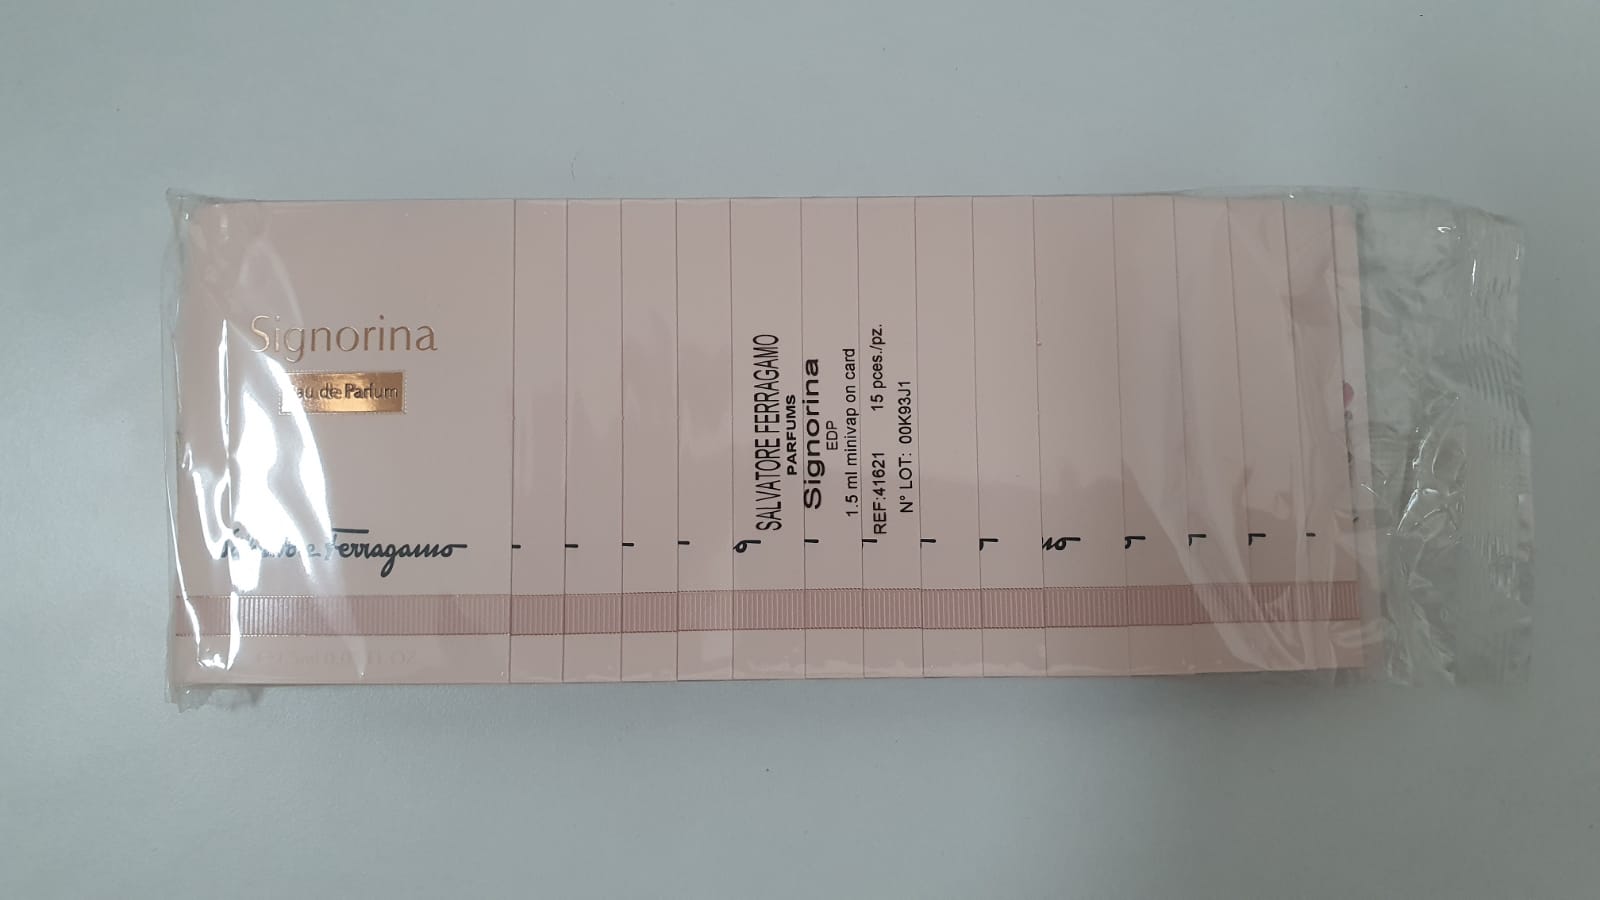 Signorina
Eau de Parfum
Salvatore Ferragamo
SALVATORE FERRAGAMO
PARFUMS
Signorina
EDP
1.5 ml minivap on card
REF:41621 15 pces./pz.
N° LOT: 00K93J1